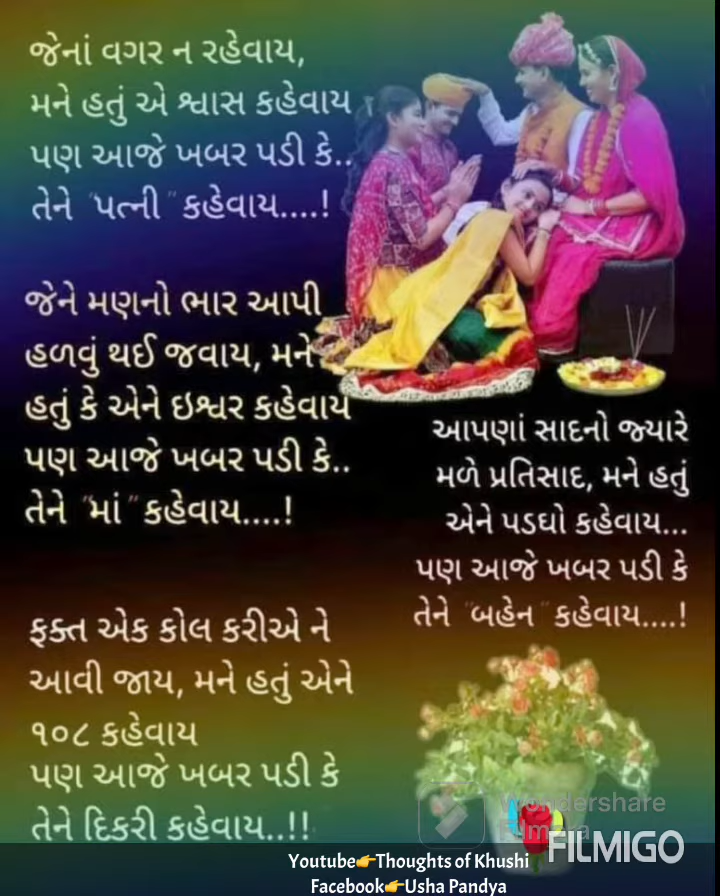 જેનાં વગર ન રહેવાય,
મને હતું એ શ્વાસ કહેવાય
પણ આજે ખબર પડી કે..
તેને "પત્ની" કહેવાય....!
જેને મણનો ભાર આપી
હળવું થઈ જવાય, મને
હતું કે એને ઇશ્વર કહેવાય
પણ આજે ખબર પડી કે..
તેને "માં" કહેવાય....!
આપણાં સાદનો જ્યારે
મળે પ્રતિસાદ, મને હતું
એને પડઘો કહેવાય...
પણ આજે ખબર પડી કે
તેને "બહેન" કહેવાય....!
ફક્ત એક કોલ કરીએ ને
આવી જાય, મને હતું એને
૧૦૮ કહેવાય
પણ આજે ખબર પડી કે
તેને દિકરી કહેવાય..!!
Wondershare
FILMIGO
Youtube👉Thoughts of Khushi
Facebook👉Usha Pandya